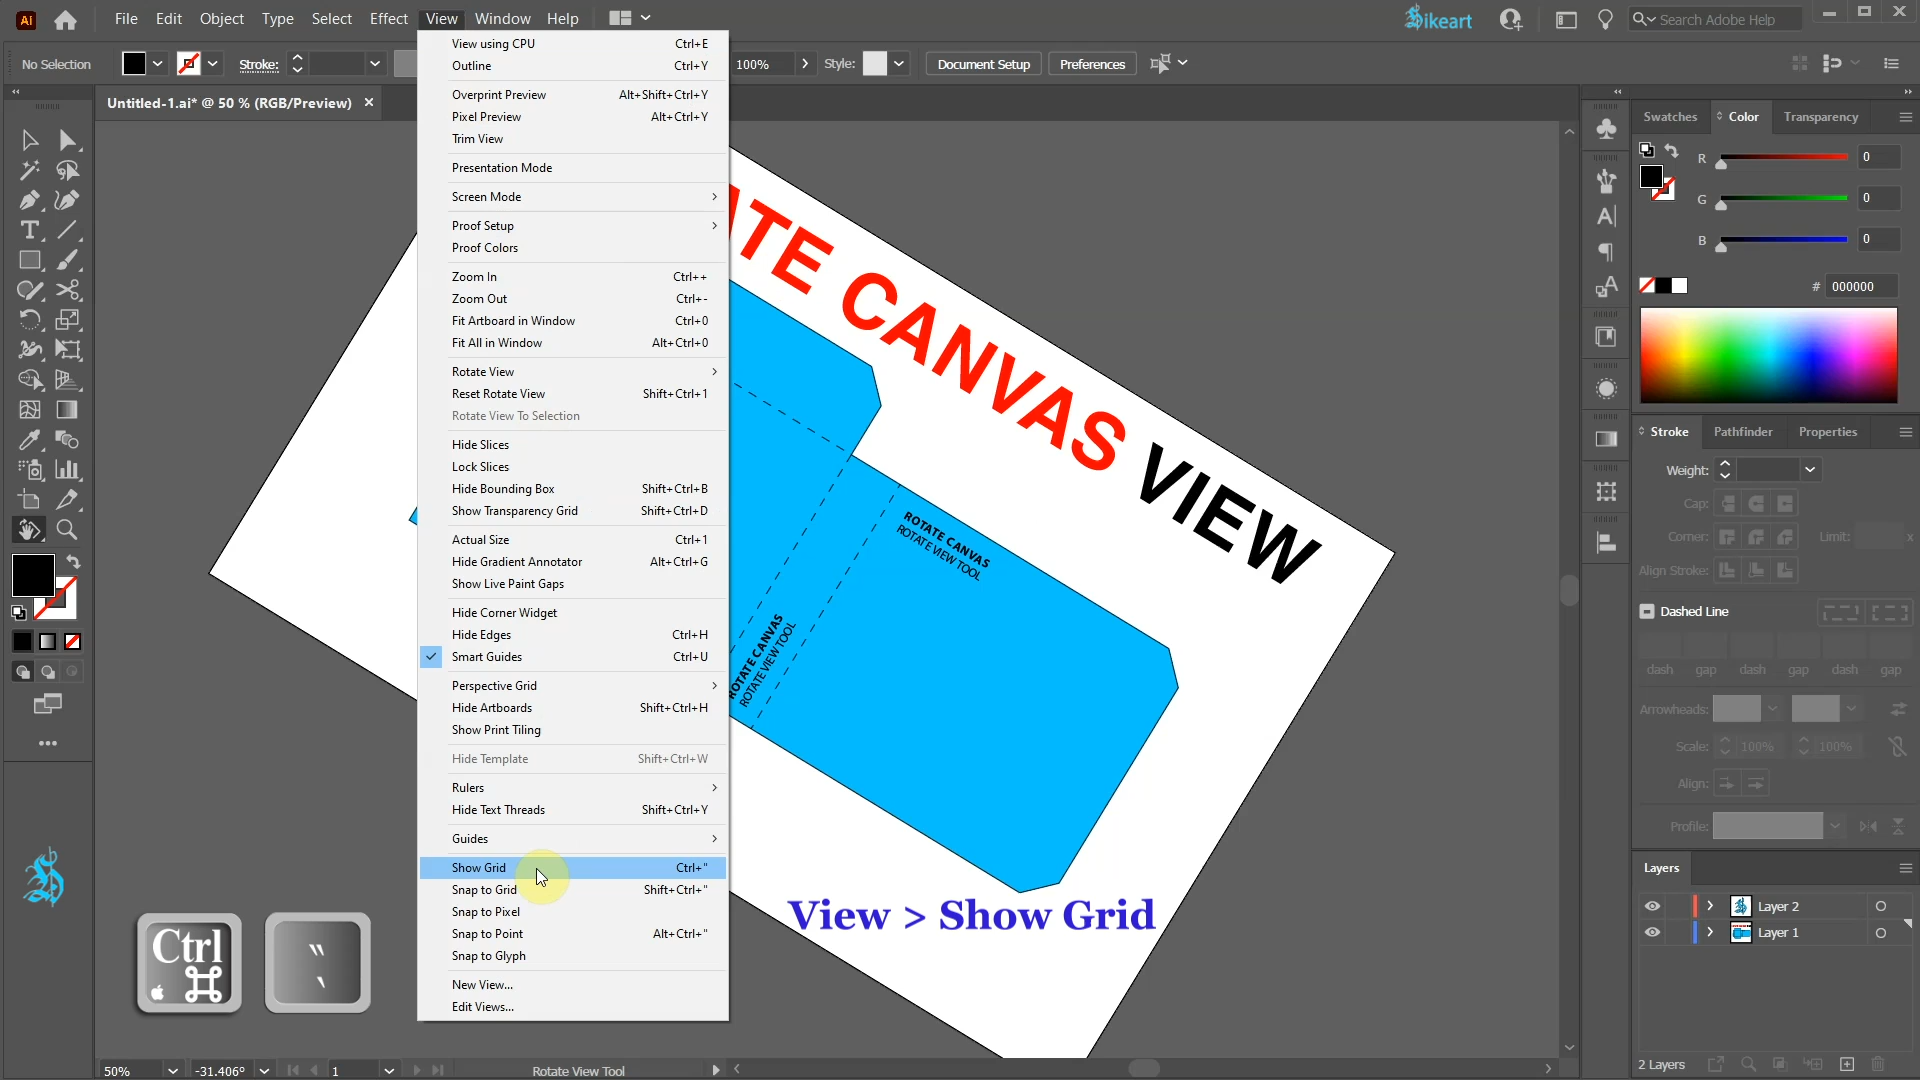 File Edit Object Type Select Effect View Window Help
ikeart
Search Adobe Help
No Selection
Stroke:
100%
Style:
Document Setup
Preferences
Untitled-1.ai* @ 50 % (RGB/Preview) ×
View using CPU Ctrl+E
Outline Ctrl+Y
Overprint Preview Alt+Shift+Ctrl+Y
Pixel Preview Alt+Ctrl+Y
Trim View
Presentation Mode
Screen Mode
Proof Setup
Proof Colors
Zoom In Ctrl++
Zoom Out Ctrl+-
Fit Artboard in Window Ctrl+0
Fit All in Window Alt+Ctrl+0
Rotate View
Reset Rotate View Shift+Ctrl+1
Rotate View To Selection
Hide Slices
Lock Slices
Hide Bounding Box Shift+Ctrl+B
Show Transparency Grid Shift+Ctrl+D
Actual Size Ctrl+1
Hide Gradient Annotator Alt+Ctrl+G
Show Live Paint Gaps
Hide Corner Widget
Hide Edges Ctrl+H
Smart Guides Ctrl+U
Perspective Grid
Hide Artboards Shift+Ctrl+H
Show Print Tiling
Hide Template Shift+Ctrl+W
Rulers
Hide Text Threads Shift+Ctrl+Y
Guides
Show Grid Ctrl+"
Snap to Grid Shift+Ctrl+"
Snap to Pixel
Snap to Point Alt+Ctrl+"
Snap to Glyph
New View...
Edit Views...
TE CANVAS VIEW
ROTATE CANVAS
ROTATE VIEW TOOL
ROTATE CANVAS
ROTATE VIEW TOOL
View > Show Grid
Ctrl
50%
-31.406°
1
Rotate View Tool
Swatches
Color
Transparency
R 0
G 0
B 0
# 000000
Stroke
Pathfinder
Properties
Weight:
Cap:
Corner:
Limit:
x
Align Stroke:
Dashed Line
dash gap dash gap dash gap
Arrowheads:
Scale: 100% 100%
Align:
Profile:
Layers
Layer 2
Layer 1
2 Layers